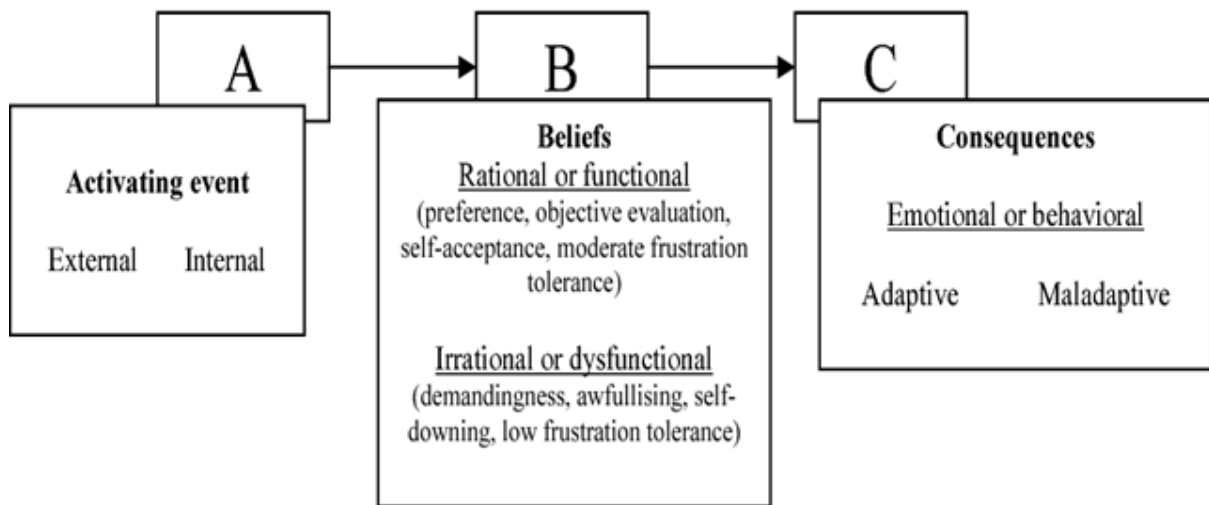 A
B
C
Activating event
External Internal
Beliefs
Rational or functional
(preference, objective evaluation,
self-acceptance, moderate frustration
tolerance)
Irrational or dysfunctional
(demandingness, awfullising, self-
downing, low frustration tolerance)
Consequences
Emotional or behavioral
Adaptive Maladaptive